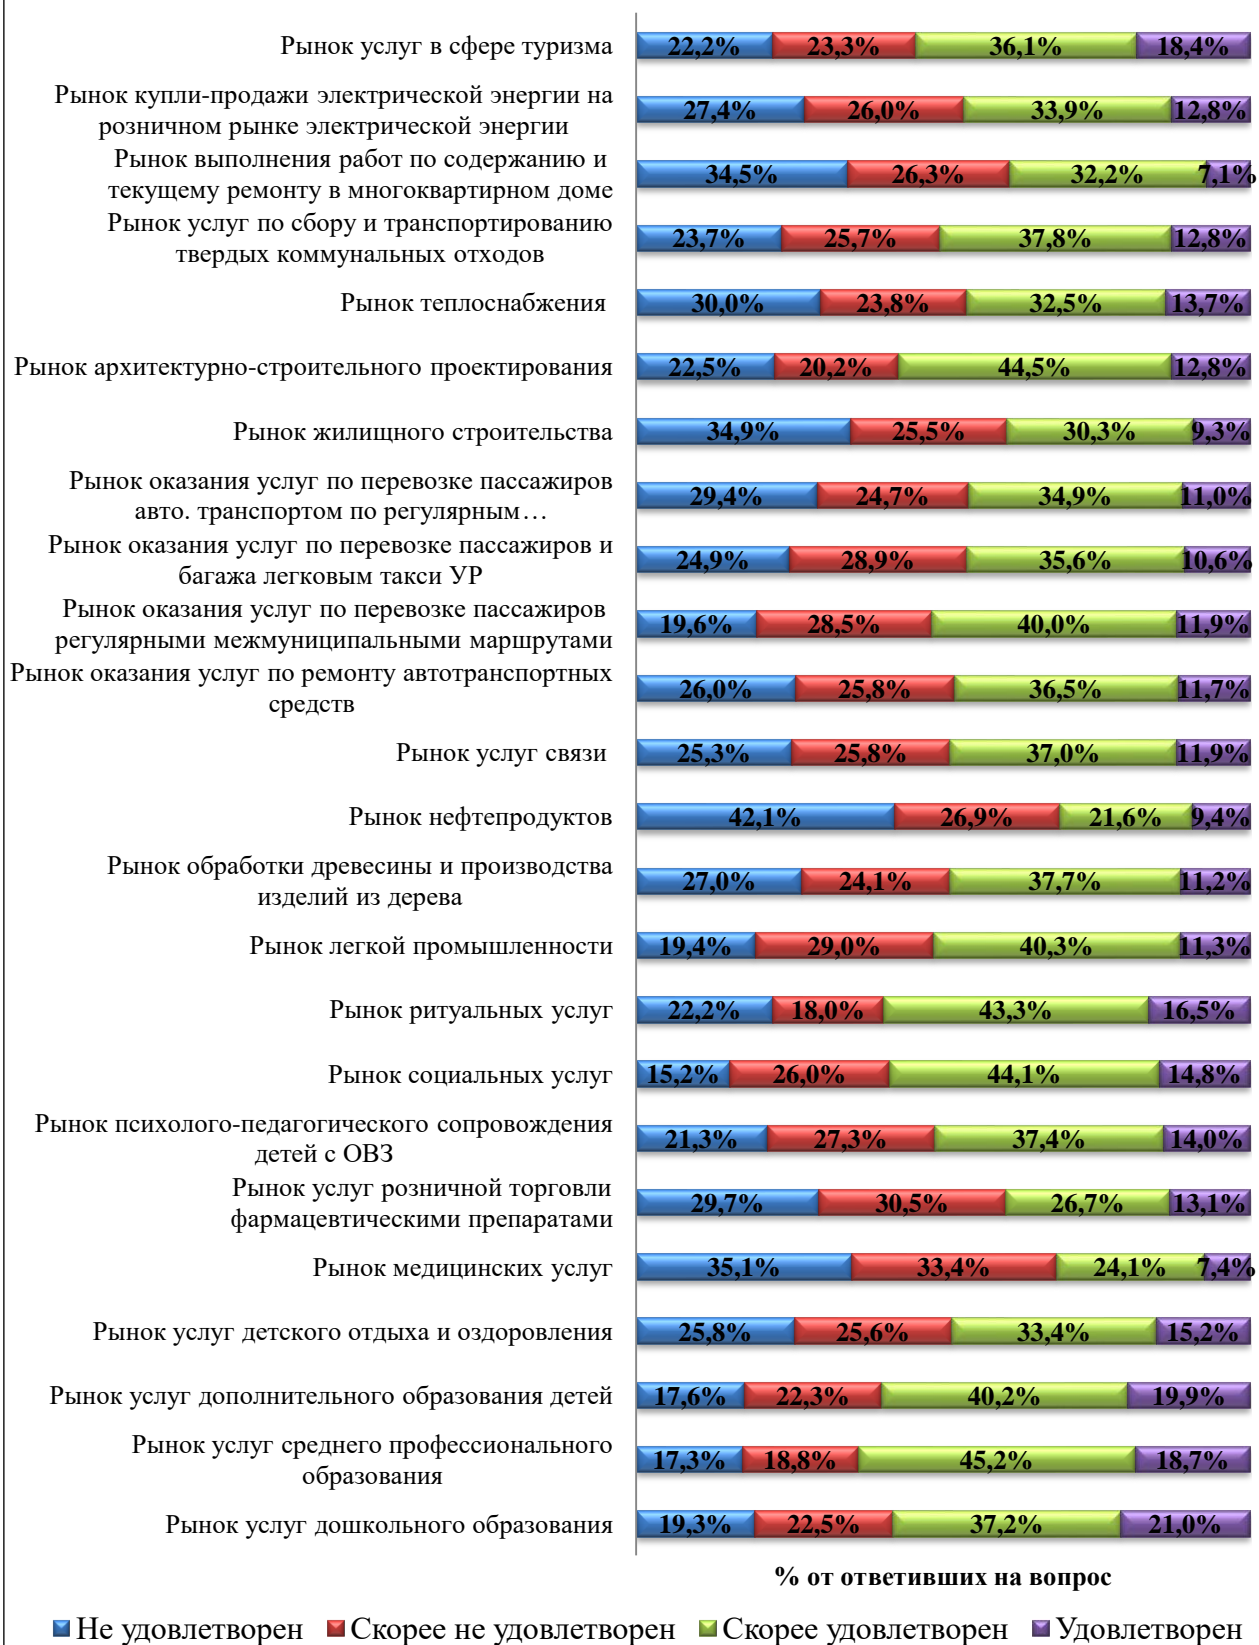 Рынок услуг в сфере туризма
22,2% 23,3% 36,1% 18,4%
Рынок купли-продажи электрической энергии на
розничном рынке электрической энергии
27,4% 26,0% 33,9% 12,8%
Рынок выполнения работ по содержанию и
текущему ремонту в многоквартирном доме
34,5% 26,3% 32,2% 7,1%
Рынок услуг по сбору и транспортированию
твердых коммунальных отходов
23,7% 25,7% 37,8% 12,8%
Рынок теплоснабжения
30,0% 23,8% 32,5% 13,7%
Рынок архитектурно-строительного проектирования
22,5% 20,2% 44,5% 12,8%
Рынок жилищного строительства
34,9% 25,5% 30,3% 9,3%
Рынок оказания услуг по перевозке пассажиров
авто. транспортом по регулярным…
29,4% 24,7% 34,9% 11,0%
Рынок оказания услуг по перевозке пассажиров и
багажа легковым такси УР
24,9% 28,9% 35,6% 10,6%
Рынок оказания услуг по перевозке пассажиров
регулярными межмуниципальными маршрутами
19,6% 28,5% 40,0% 11,9%
Рынок оказания услуг по ремонту автотранспортных
средств
26,0% 25,8% 36,5% 11,7%
Рынок услуг связи
25,3% 25,8% 37,0% 11,9%
Рынок нефтепродуктов
42,1% 26,9% 21,6% 9,4%
Рынок обработки древесины и производства
изделий из дерева
27,0% 24,1% 37,7% 11,2%
Рынок легкой промышленности
19,4% 29,0% 40,3% 11,3%
Рынок ритуальных услуг
22,2% 18,0% 43,3% 16,5%
Рынок социальных услуг
15,2% 26,0% 44,1% 14,8%
Рынок психолого-педагогического сопровождения
детей с ОВЗ
21,3% 27,3% 37,4% 14,0%
Рынок услуг розничной торговли
фармацевтическими препаратами
29,7% 30,5% 26,7% 13,1%
Рынок медицинских услуг
35,1% 33,4% 24,1% 7,4%
Рынок услуг детского отдыха и оздоровления
25,8% 25,6% 33,4% 15,2%
Рынок услуг дополнительного образования детей
17,6% 22,3% 40,2% 19,9%
Рынок услуг среднего профессионального
образования
17,3% 18,8% 45,2% 18,7%
Рынок услуг дошкольного образования
19,3% 22,5% 37,2% 21,0%
% от ответивших на вопрос
Не удовлетворен Скорее не удовлетворен Скорее удовлетворен Удовлетворен